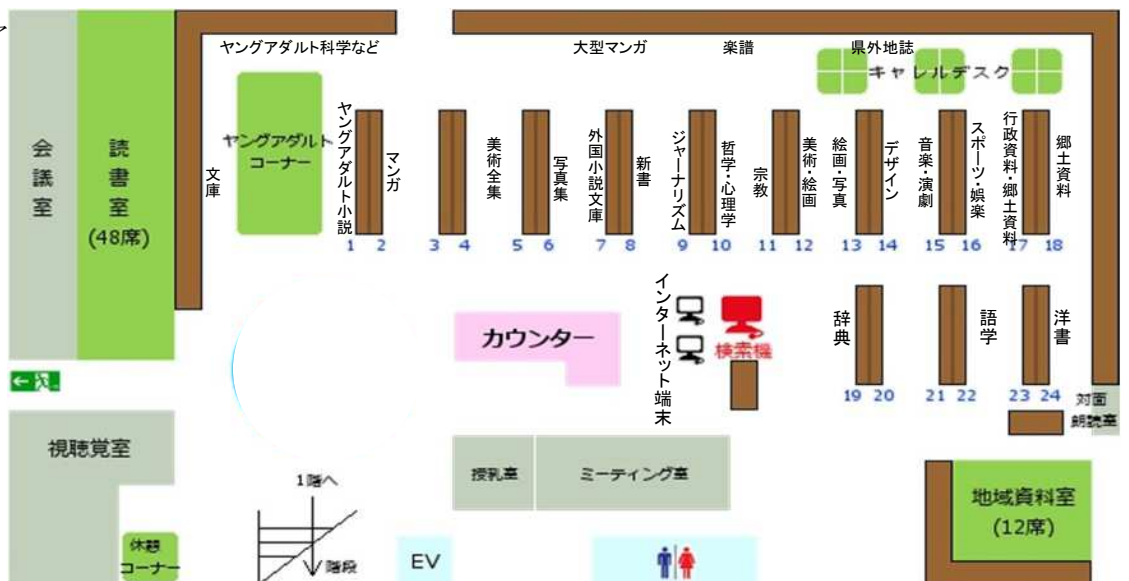 ヤングアダルト科学など
大型マンガ
楽譜
県外地誌
キャレルデスク
会議室
読書室
(48席)
文庫
ヤングアダルト
コーナー
ヤングアダルト小説
マンガ
美術全集
写真集
外国小説文庫
新書
ジャーナリズム
哲学・心理学
宗教
美術・絵画
絵画・写真
デザイン
音楽・演劇
スポーツ・娯楽
行政資料・郷土資料
郷土資料
1 2 3 4 5 6 7 8 9 10 11 12 13 14 15 16 17 18
インターネット端末
検索機
カウンター
辞典
語学
洋書
19 20 21 22 23 24
対面
朗読室
視聴覚室
授乳室
ミーティング室
地域資料室
(12席)
1階へ
階段
休憩
コーナー
EV